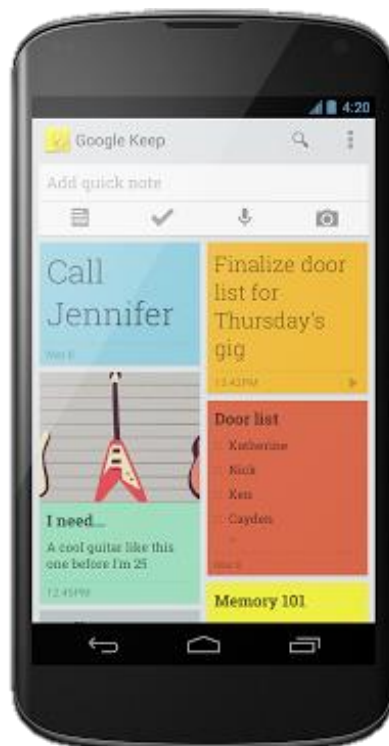 4:20
Google Keep
Add quick note
Call
Jennifer
Finalize door
list for
Thursday's
gig
12:42PM
Door list
Katherine
Nick
Ken
Cayden
I need...
A cool guitar like this
one before I'm 25
12:45PM
Memory 101